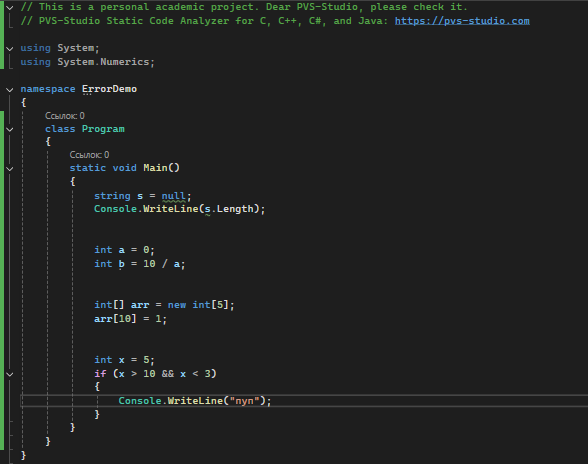 // This is a personal academic project. Dear PVS-Studio, please check it.
// PVS-Studio Static Code Analyzer for C, C++, C#, and Java: https://pvs-studio.com
using System;
using System.Numerics;
namespace ErrorDemo
{
Ссылок: 0
class Program
{
Ссылок: 0
static void Main()
{
string s = null;
Console.WriteLine(s.Length);
int a = 0;
int b = 10 / a;
int[] arr = new int[5];
arr[10] = 1;
int x = 5;
if (x > 10 && x < 3)
{
Console.WriteLine("пуп");
}
}
}
}